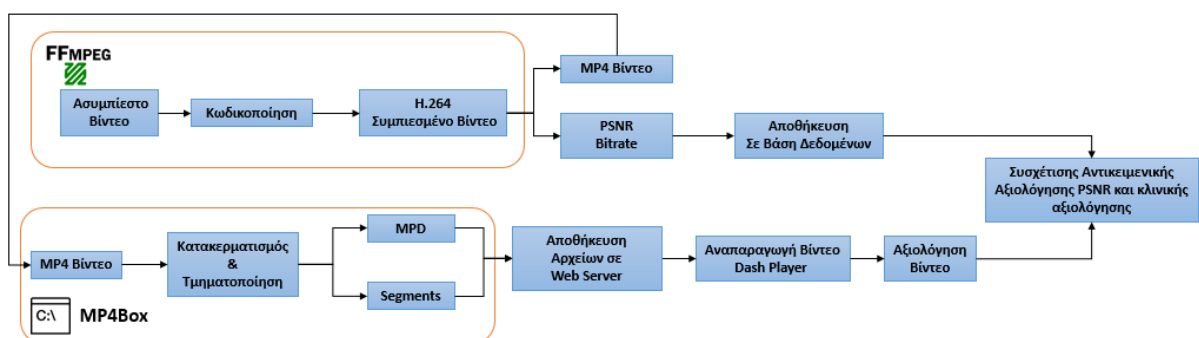 FFMPEG
Ασυμπίεστο
Βίντεο
Κωδικοποίηση
H.264
Συμπιεσμένο Βίντεο
MP4 Βίντεο
PSNR
Bitrate
Αποθήκευση
Σε Βάση Δεδομένων
Συσχέτισης Αντικειμενικής
Αξιολόγησης PSNR και κλινικής
αξιολόγησης
MP4 Βίντεο
Κατακερματισμός
&
Τμηματοποίηση
MPD
Segments
Αποθήκευση
Αρχείων σε
Web Server
Αναπαραγωγή Βίντεο
Dash Player
Αξιολόγηση
Βίντεο
C:\
MP4Box